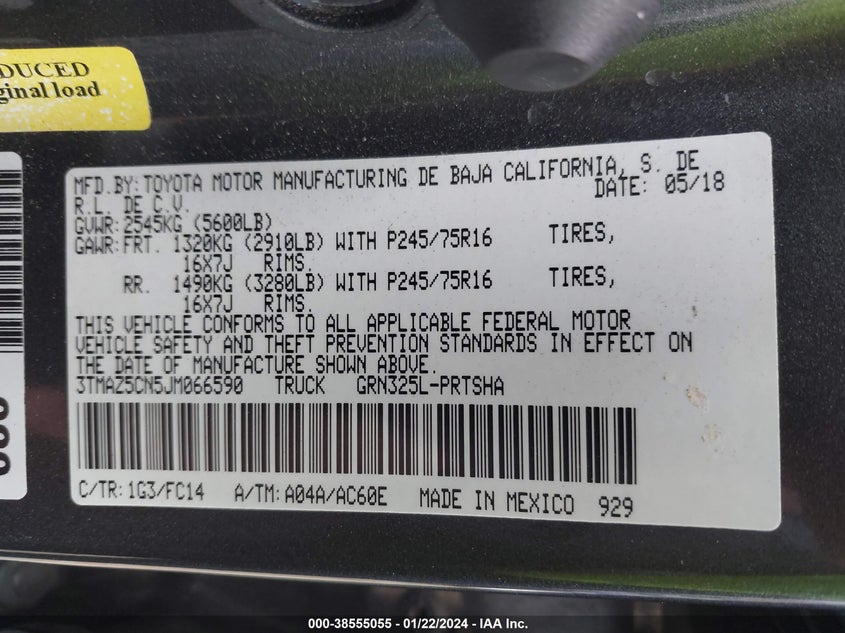 DUCED
ginal load
MFD.BY:TOYOTA MOTOR MANUFACTURING DE BAJA CALIFORNIA, S. DE
R.L. DE C.V.
DATE: 05/18
GVWR:2545KG (5600LB)
GAWR:FRT. 1320KG (2910LB) WITH P245/75R16 TIRES,
16X7J RIMS.
RR. 1490KG (3280LB) WITH P245/75R16 TIRES,
16X7J RIMS.
THIS VEHICLE CONFORMS TO ALL APPLICABLE FEDERAL MOTOR
VEHICLE SAFETY AND THEFT PREVENTION STANDARDS IN EFFECT ON
THE DATE OF MANUFACTURE SHOWN ABOVE.
3TMAZ5CN5JM066590 TRUCK GRN325L-PRTSHA
C/TR:1G3/FC14 A/TM:A04A/AC60E MADE IN MEXICO 929
000-38555055 — 01/22/2024 — IAA Inc.